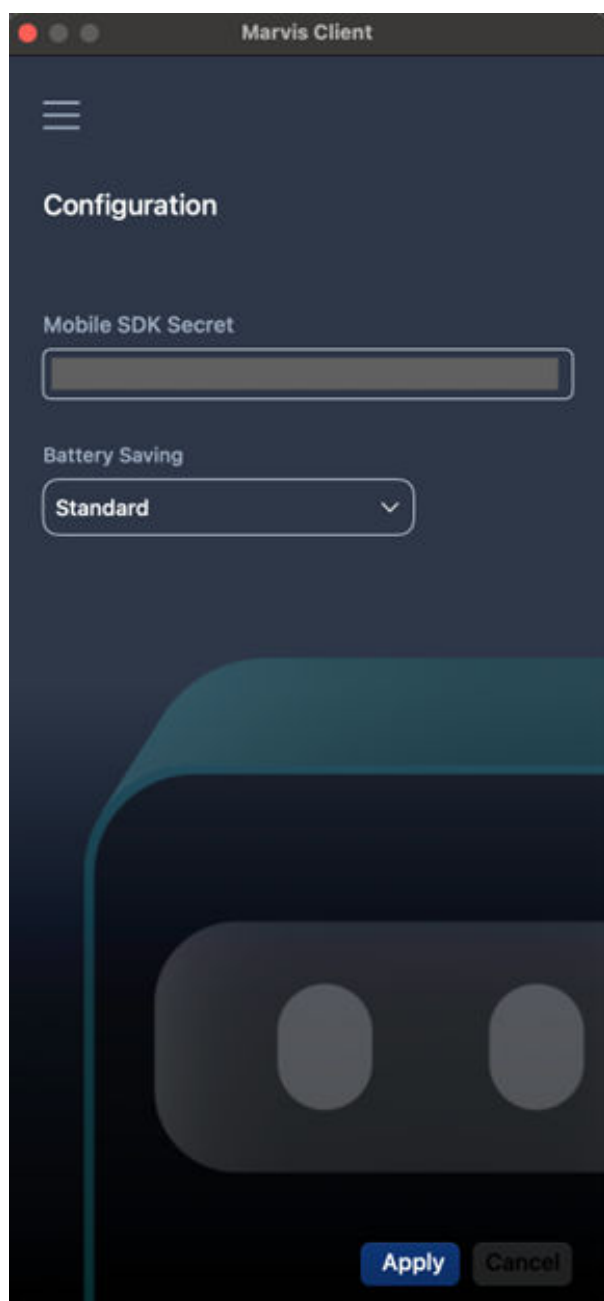 Marvis Client
Configuration
Mobile SDK Secret
Battery Saving
Standard
Apply Cancel